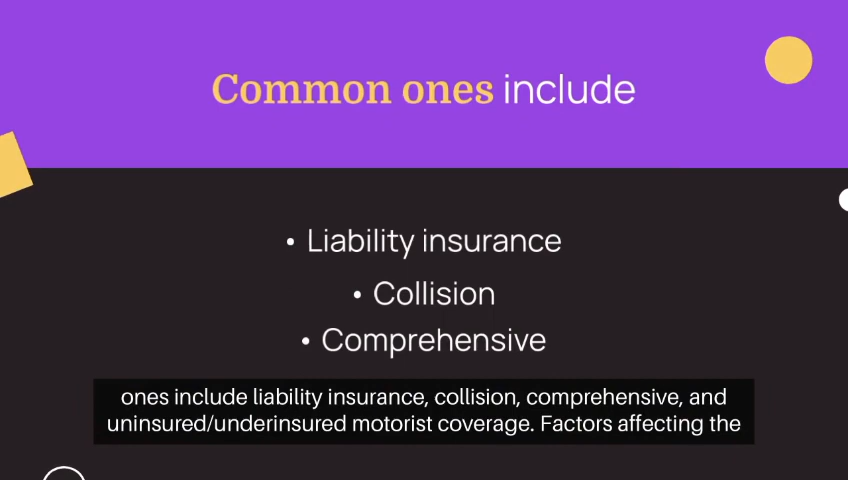 Common ones include
• Liability insurance
• Collision
• Comprehensive
ones include liability insurance, collision, comprehensive, and
uninsured/underinsured motorist coverage. Factors affecting the